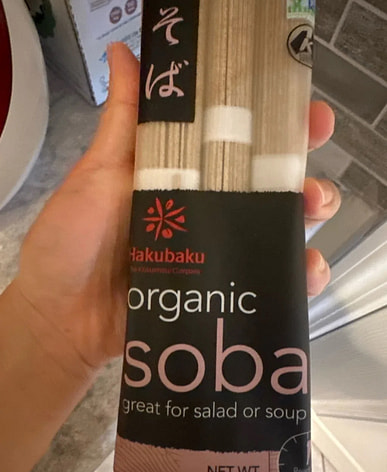 そば
Hakubaku
organic
soba
great for salad or soup
NET WT